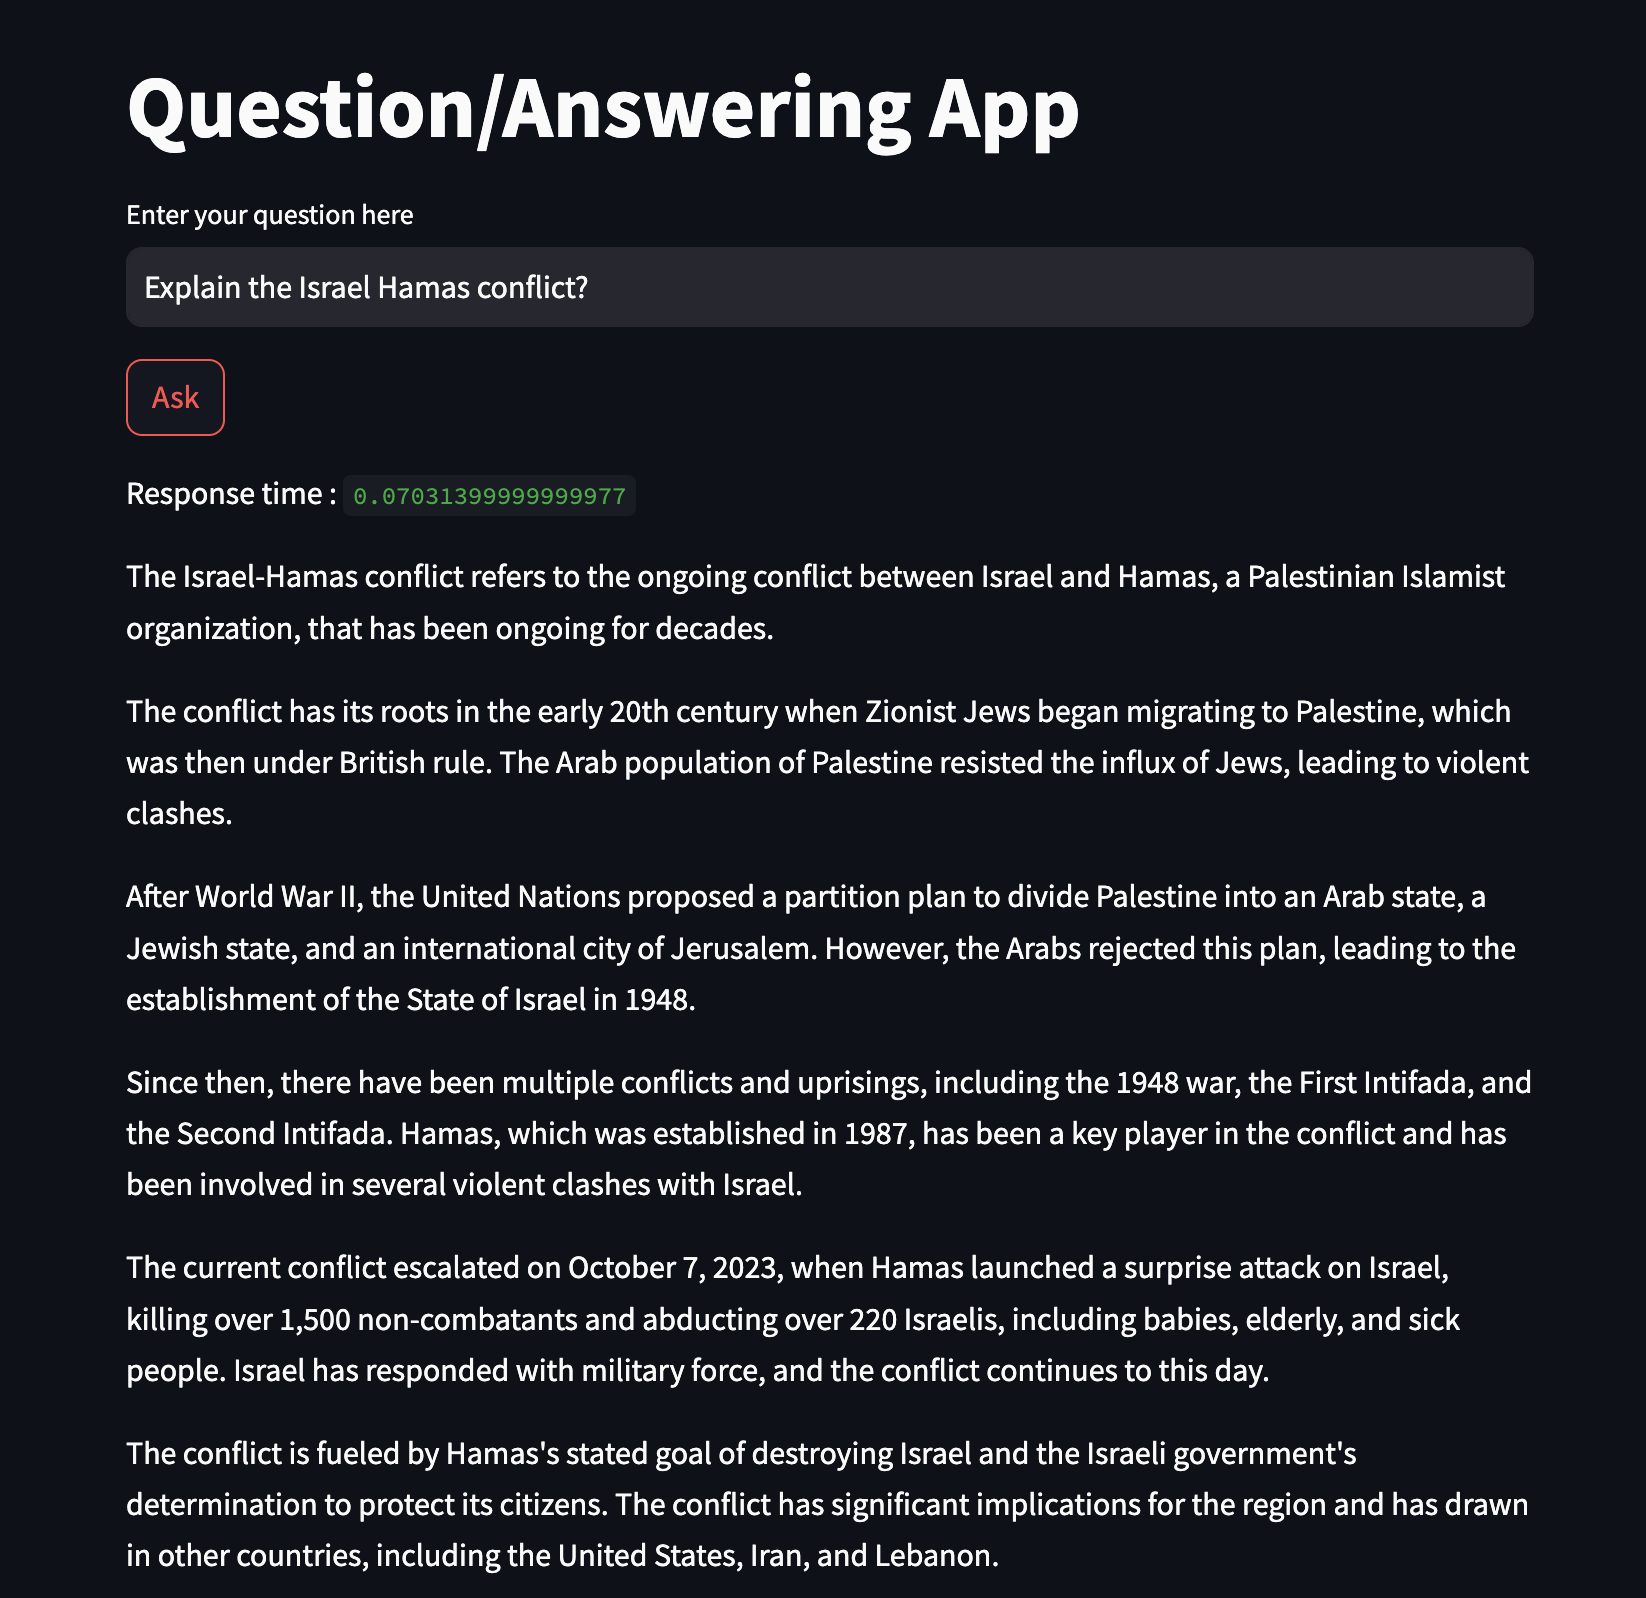 Question/Answering App
Enter your question here
Explain the Israel Hamas conflict?
Ask
Response time : 0.07031399999999977
The Israel-Hamas conflict refers to the ongoing conflict between Israel and Hamas, a Palestinian Islamist
organization, that has been ongoing for decades.
The conflict has its roots in the early 20th century when Zionist Jews began migrating to Palestine, which
was then under British rule. The Arab population of Palestine resisted the influx of Jews, leading to violent
clashes.
After World War II, the United Nations proposed a partition plan to divide Palestine into an Arab state, a
Jewish state, and an international city of Jerusalem. However, the Arabs rejected this plan, leading to the
establishment of the State of Israel in 1948.
Since then, there have been multiple conflicts and uprisings, including the 1948 war, the First Intifada, and
the Second Intifada. Hamas, which was established in 1987, has been a key player in the conflict and has
been involved in several violent clashes with Israel.
The current conflict escalated on October 7, 2023, when Hamas launched a surprise attack on Israel,
killing over 1,500 non-combatants and abducting over 220 Israelis, including babies, elderly, and sick
people. Israel has responded with military force, and the conflict continues to this day.
The conflict is fueled by Hamas's stated goal of destroying Israel and the Israeli government's
determination to protect its citizens. The conflict has significant implications for the region and has drawn
in other countries, including the United States, Iran, and Lebanon.